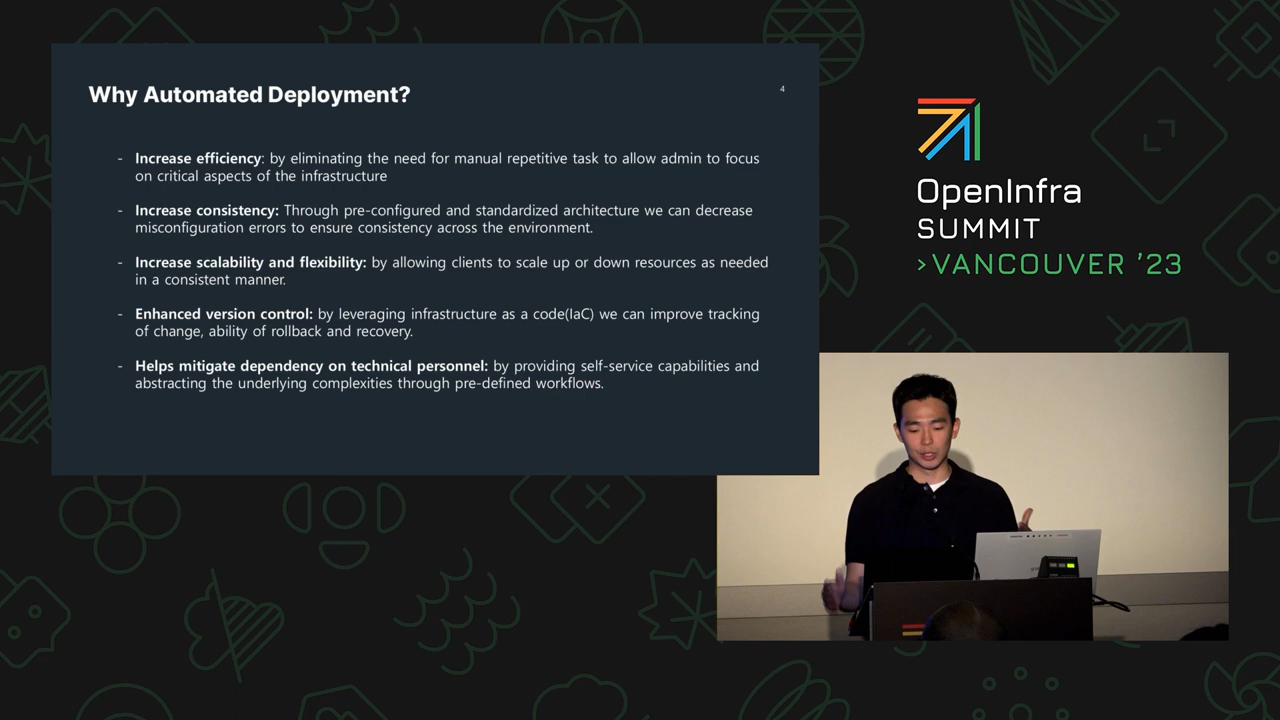 Why Automated Deployment?
4
- Increase efficiency: by eliminating the need for manual repetitive task to allow admin to focus
on critical aspects of the infrastructure
- Increase consistency: Through pre-configured and standardized architecture we can decrease
misconfiguration errors to ensure consistency across the environment.
- Increase scalability and flexibility: by allowing clients to scale up or down resources as needed
in a consistent manner.
- Enhanced version control: by leveraging infrastructure as a code(IaC) we can improve tracking
of change, ability of rollback and recovery.
- Helps mitigate dependency on technical personnel: by providing self-service capabilities and
abstracting the underlying complexities through pre-defined workflows.
OpenInfra
SUMMIT
>VANCOUVER '23